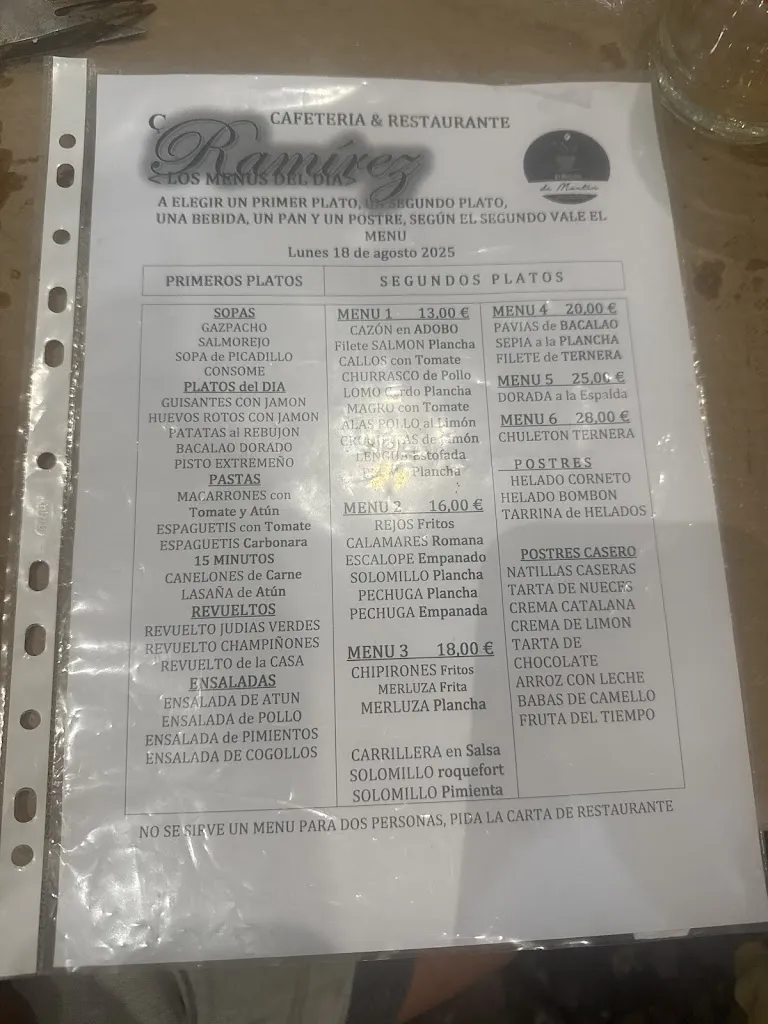 CAFETERIA & RESTAURANTE
C
Ramírez
< LOS MENUS DEL DIA>
de Mantua
A ELEGIR UN PRIMER PLATO, UN SEGUNDO PLATO,
UNA BEBIDA, UN PAN Y UN POSTRE, SEGÚN EL SEGUNDO VALE EL
MENU
Lunes 18 de agosto 2025
PRIMEROS PLATOS
SEGUNDOS PLATOS
SOPAS
GAZPACHO
SALMOREJO
SOPA de PICADILLO
CONSOME
PLATOS del DIA
GUISANTES CON JAMON
HUEVOS ROTOS CON JAMON
PATATAS al REBUJON
BACALAO DORADO
PISTO EXTREMEÑO
PASTAS
MACARRONES con
Tomate y Atún
ESPAGUETIS con Tomate
ESPAGUETIS Carbonara
15 MINUTOS
CANELONES de Carne
LASAÑA de Atún
REVUELTOS
REVUELTO JUDIAS VERDES
REVUELTO CHAMPIÑONES
REVUELTO de la CASA
ENSALADAS
ENSALADA DE ATUN
ENSALADA de POLLO
ENSALADA de PIMIENTOS
ENSALADA DE COGOLLOS
MENU 1 13,00 €
CAZÓN en ADOBO
Filete SALMON Plancha
CALLOS con Tomate
CHURRASCO de Pollo
LOMO Cerdo Plancha
MAGRO con Tomate
ALAS POLLO al Limón
de Jamón
LENGUA Estofada
Plancha
MENU 2 16,00 €
REJOS Fritos
CALAMARES Romana
ESCALOPE Empanado
SOLOMILLO Plancha
PECHUGA Plancha
PECHUGA Empanada
MENU 3 18,00 €
CHIPIRONES Fritos
MERLUZA Frita
MERLUZA Plancha
CARRILLERA en Salsa
SOLOMILLO roquefort
SOLOMILLO Pimienta
MENU 4 20,00 €
PAVIAS de BACALAO
SEPIA a la PLANCHA
FILETE de TERNERA
MENU 5 25,00 €
DORADA a la Espalda
MENU 6 28,00 €
CHULETON TERNERA
POSTRES
HELADO CORNETO
HELADO BOMBON
TARRINA de HELADOS
POSTRES CASERO
NATILLAS CASERAS
TARTA DE NUECES
CREMA CATALANA
CREMA DE LIMON
TARTA DE
CHOCOLATE
ARROZ CON LECHE
BABAS DE CAMELLO
FRUTA DEL TIEMPO
NO SE SIRVE UN MENU PARA DOS PERSONAS, PIDA LA CARTA DE RESTAURANTE